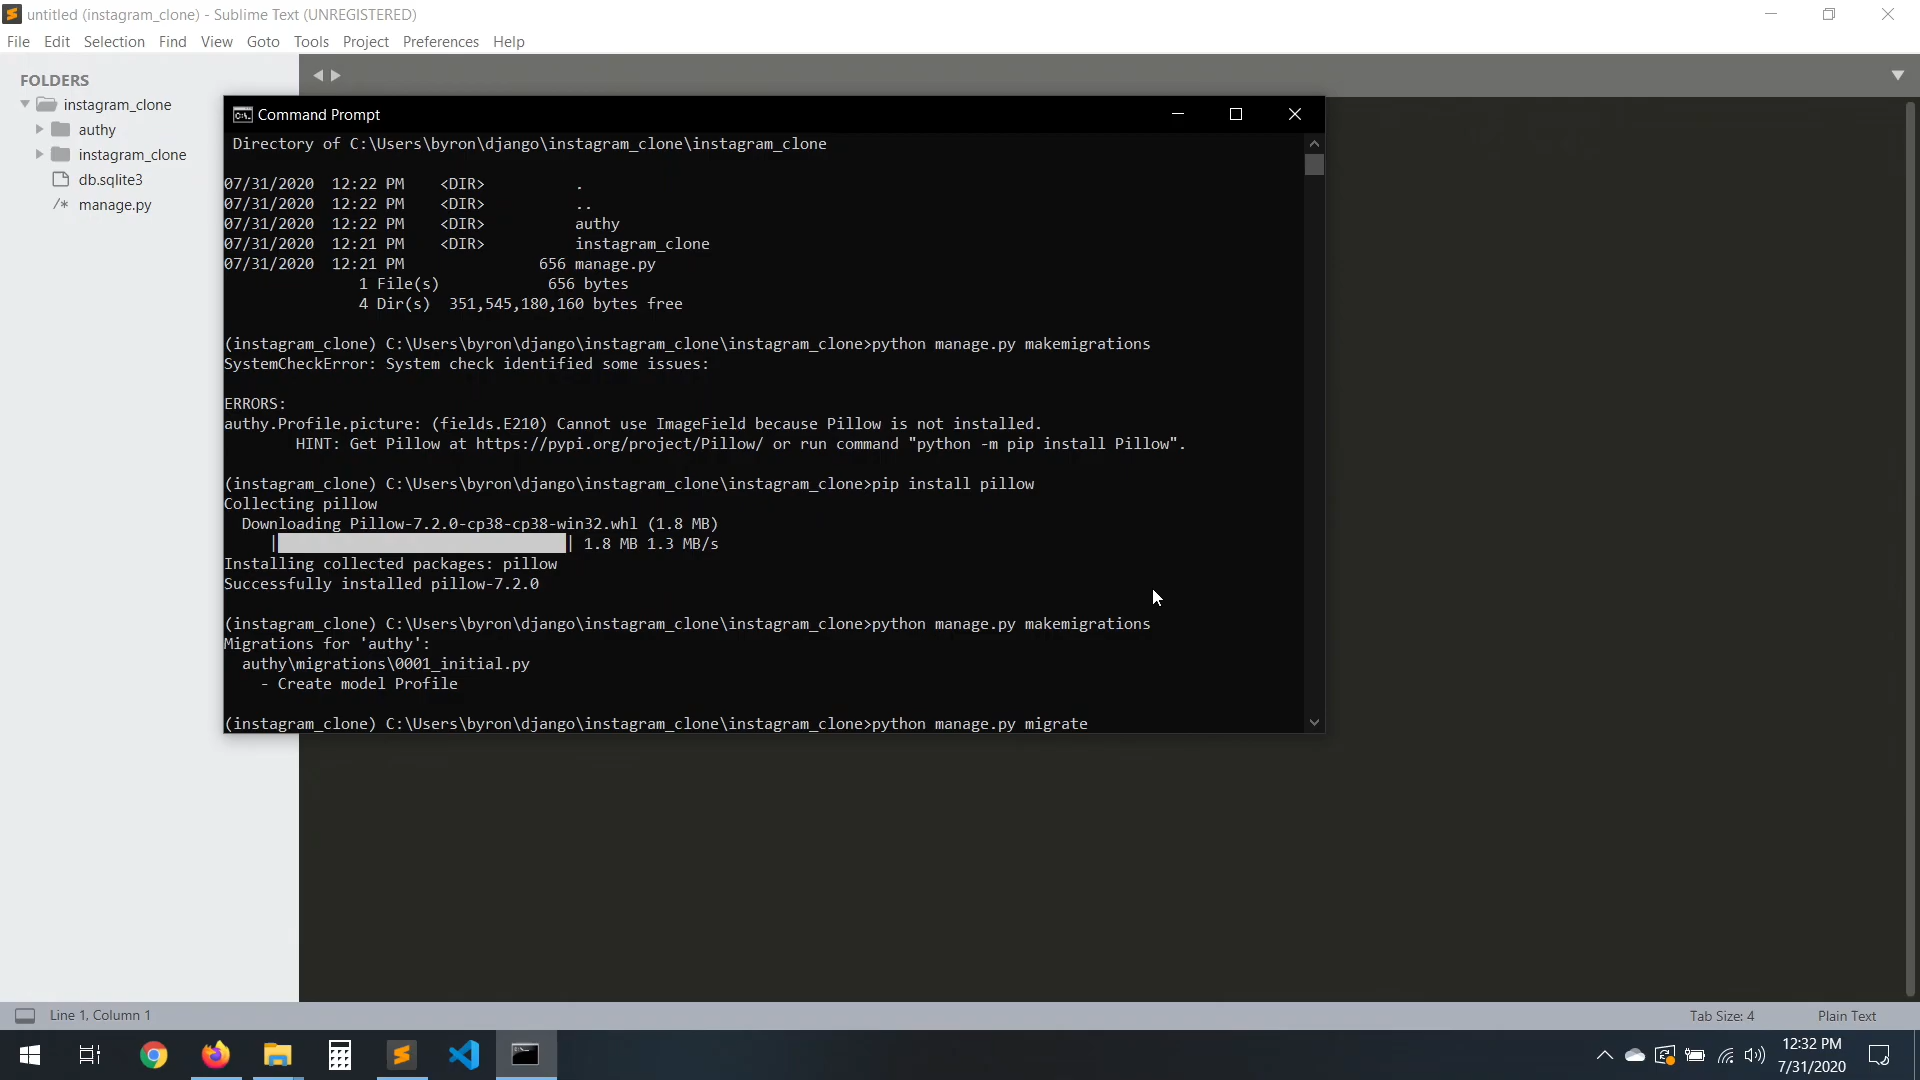 untitled (instagram_clone) - Sublime Text (UNREGISTERED)
File Edit Selection Find View Goto Tools Project Preferences Help
FOLDERS
instagram_clone
authy
instagram_clone
db.sqlite3
/* manage.py
Command Prompt
Directory of C:\Users\byron\django\instagram_clone\instagram_clone
07/31/2020  12:22 PM    <DIR>          .
07/31/2020  12:22 PM    <DIR>          ..
07/31/2020  12:22 PM    <DIR>          authy
07/31/2020  12:21 PM    <DIR>          instagram_clone
07/31/2020  12:21 PM               656 manage.py
1 File(s)            656 bytes
4 Dir(s)  351,545,180,160 bytes free
(instagram_clone) C:\Users\byron\django\instagram_clone\instagram_clone>python manage.py makemigrations
SystemCheckError: System check identified some issues:
ERRORS:
authy.Profile.picture: (fields.E210) Cannot use ImageField because Pillow is not installed.
HINT: Get Pillow at https://pypi.org/project/Pillow/ or run command "python -m pip install Pillow".
(instagram_clone) C:\Users\byron\django\instagram_clone\instagram_clone>pip install pillow
Collecting pillow
Downloading Pillow-7.2.0-cp38-cp38-win32.whl (1.8 MB)
| | 1.8 MB 1.3 MB/s
Installing collected packages: pillow
Successfully installed pillow-7.2.0
(instagram_clone) C:\Users\byron\django\instagram_clone\instagram_clone>python manage.py makemigrations
Migrations for 'authy':
authy\migrations\0001_initial.py
- Create model Profile
(instagram_clone) C:\Users\byron\django\instagram_clone\instagram_clone>python manage.py migrate
Line 1, Column 1
Tab Size: 4
Plain Text
12:32 PM
7/31/2020